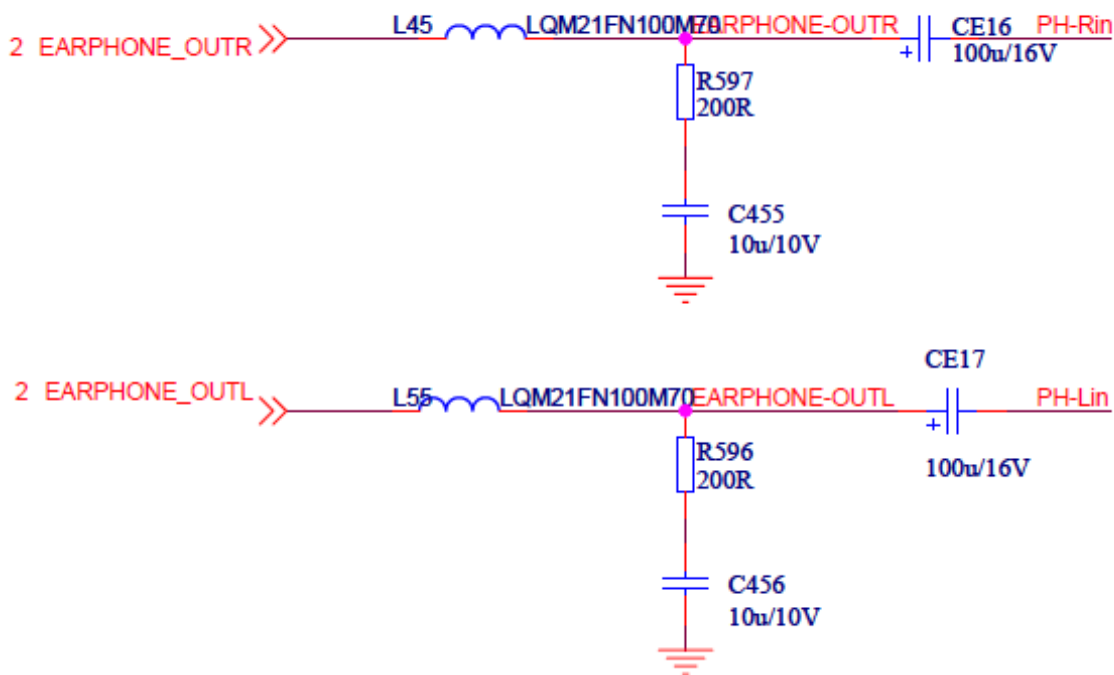 L45 LQM21FN100M70 EARPHONE-OUTR CE16 PH-Rin
2 EARPHONE_OUTR
+ 100u/16V
R597
200R
C455
10u/10V
CE17
2 EARPHONE_OUTL L55 LQM21FN100M70 EARPHONE-OUTL PH-Lin
+
R596
200R
100u/16V
C456
10u/10V